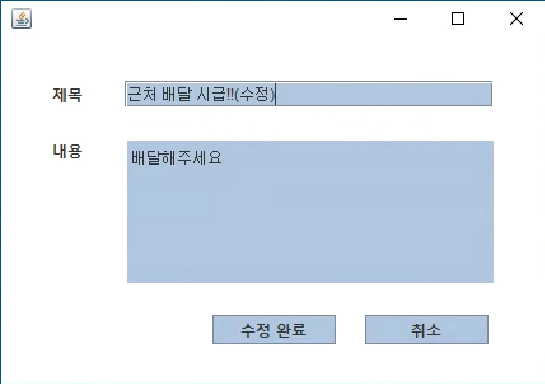 제목
근처 배달 시급!!(수정)
내용
배달해주세요
수정 완료
취소